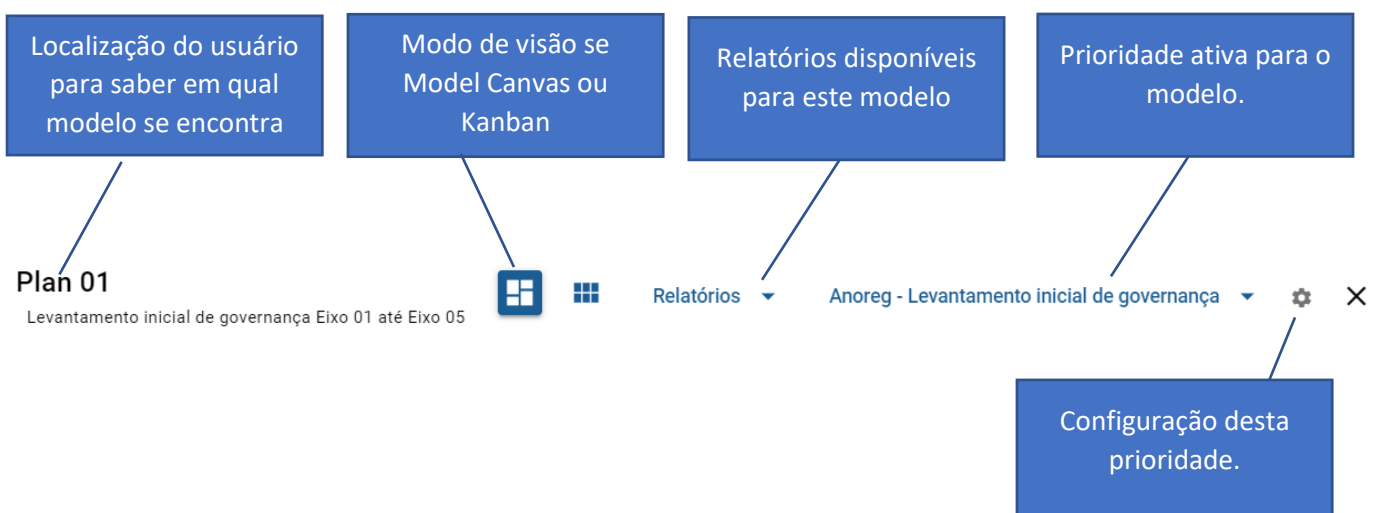 Localização do usuário
para saber em qual
modelo se encontra
Modo de visão se
Model Canvas ou
Kanban
Relatórios disponíveis
para este modelo
Prioridade ativa para o
modelo.
Plan 01
Levantamento inicial de governança Eixo 01 até Eixo 05
Relatórios
Anoreg - Levantamento inicial de governança
Configuração desta
prioridade.